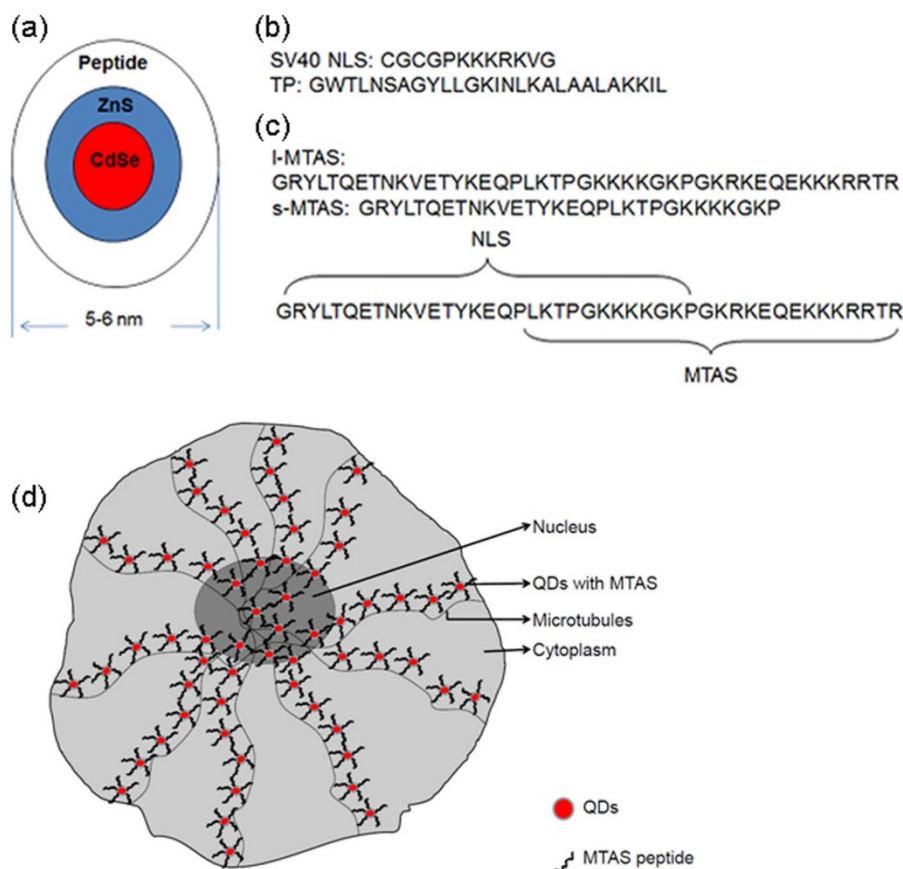 (a)
Peptide
ZnS
CdSe
5-6 nm
(b)
SV40 NLS: CGCGPKKKRKVG
TP: GWTLNSAGYLLGKINLKALAALAKKIL
(c)
l-MTAS:
GRYLTQETNKVETYKEQPLKTPGKKKKGKPGKRKEQEKKKRRTR
s-MTAS: GRYLTQETNKVETYKEQPLKTPGKKKKGKP
NLS
GRYLTQETNKVETYKEQPLKTPGKKKKGKPGKRKEQEKKKRRTR
MTAS
(d)
Nucleus
QDs with MTAS
Microtubules
Cytoplasm
QDs
MTAS peptide